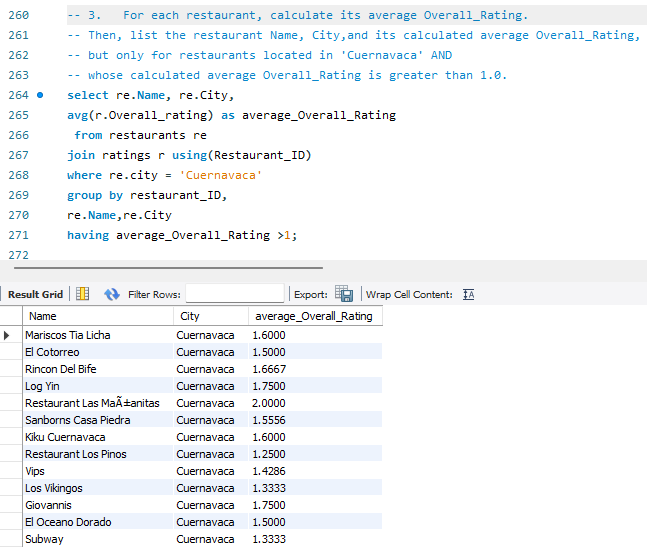 260 -- 3. For each restaurant, calculate its average Overall_Rating.
261 -- Then, list the restaurant Name, City,and its calculated average Overall_Rating,
262 -- but only for restaurants located in 'Cuernavaca' AND
263 -- whose calculated average Overall_Rating is greater than 1.0.
264 select re.Name, re.City,
265 avg(r.Overall_rating) as average_Overall_Rating
266 from restaurants re
267 join ratings r using(Restaurant_ID)
268 where re.city = 'Cuernavaca'
269 group by restaurant_ID,
270 re.Name,re.City
271 having average_Overall_Rating >1;
272
Result Grid Filter Rows: Export: Wrap Cell Content: IA
Name City average_Overall_Rating
Mariscos Tia Licha Cuernavaca 1.6000
El Cotorreo Cuernavaca 1.5000
Rincon Del Bife Cuernavaca 1.6667
Log Yin Cuernavaca 1.7500
Restaurant Las MaÃ±anitas Cuernavaca 2.0000
Sanborns Casa Piedra Cuernavaca 1.5556
Kiku Cuernavaca Cuernavaca 1.6000
Restaurant Los Pinos Cuernavaca 1.2500
Vips Cuernavaca 1.4286
Los Vikingos Cuernavaca 1.3333
Giovannis Cuernavaca 1.7500
El Oceano Dorado Cuernavaca 1.5000
Subway Cuernavaca 1.3333